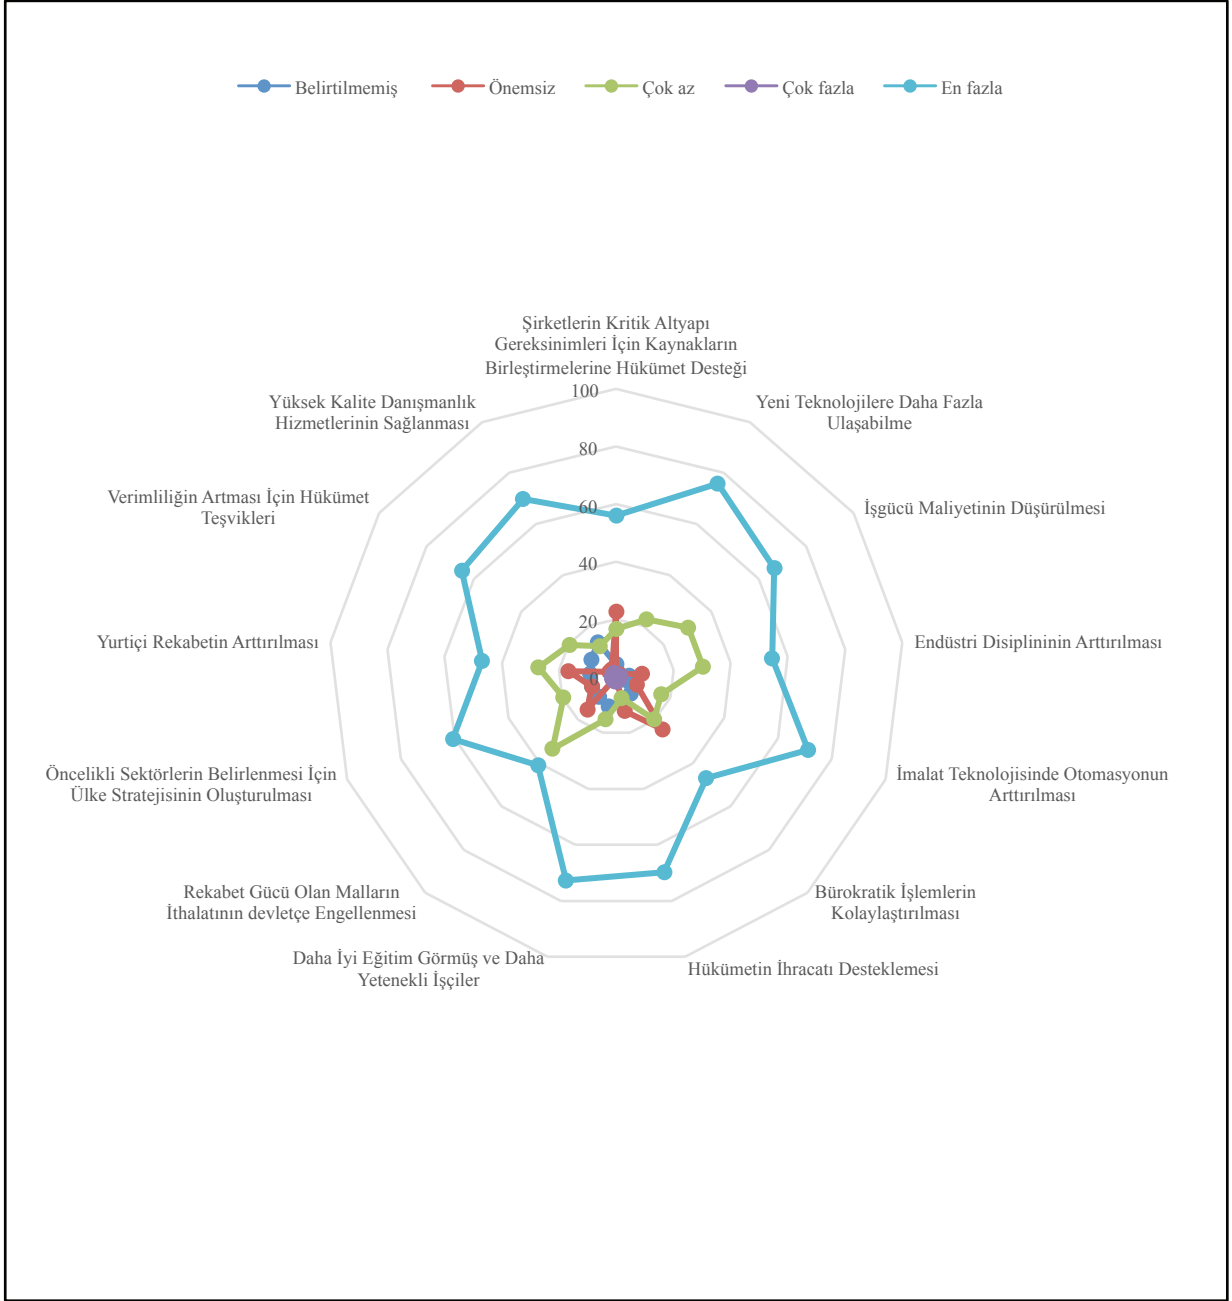 Belirtilmemiş Önemsiz Çok az Çok fazla En fazla
Şirketlerin Kritik Altyapı
Gereksinimleri İçin Kaynakların
Birleştirmelerine Hükümet Desteği
Yeni Teknolojilere Daha Fazla
Ulaşabilme
İşgücü Maliyetinin Düşürülmesi
Endüstri Disiplininin Arttırılması
İmalat Teknolojisinde Otomasyonun
Arttırılması
Bürokratik İşlemlerin
Kolaylaştırılması
Hükümetin İhracatı Desteklemesi
Daha İyi Eğitim Görmüş ve Daha
Yetenekli İşçiler
Rekabet Gücü Olan Malların
İthalatının devletçe Engellenmesi
Öncelikli Sektörlerin Belirlenmesi İçin
Ülke Stratejisinin Oluşturulması
Yurtiçi Rekabetin Arttırılması
Verimliliğin Artması İçin Hükümet
Teşvikleri
Yüksek Kalite Danışmanlık
Hizmetlerinin Sağlanması
100
80
60
40
20
0